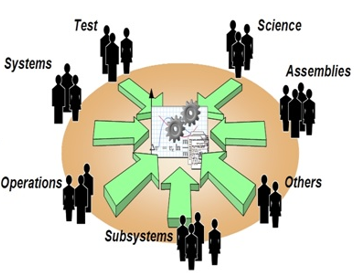 Test
Science
Systems
Assemblies
Operations
Others
Subsystems